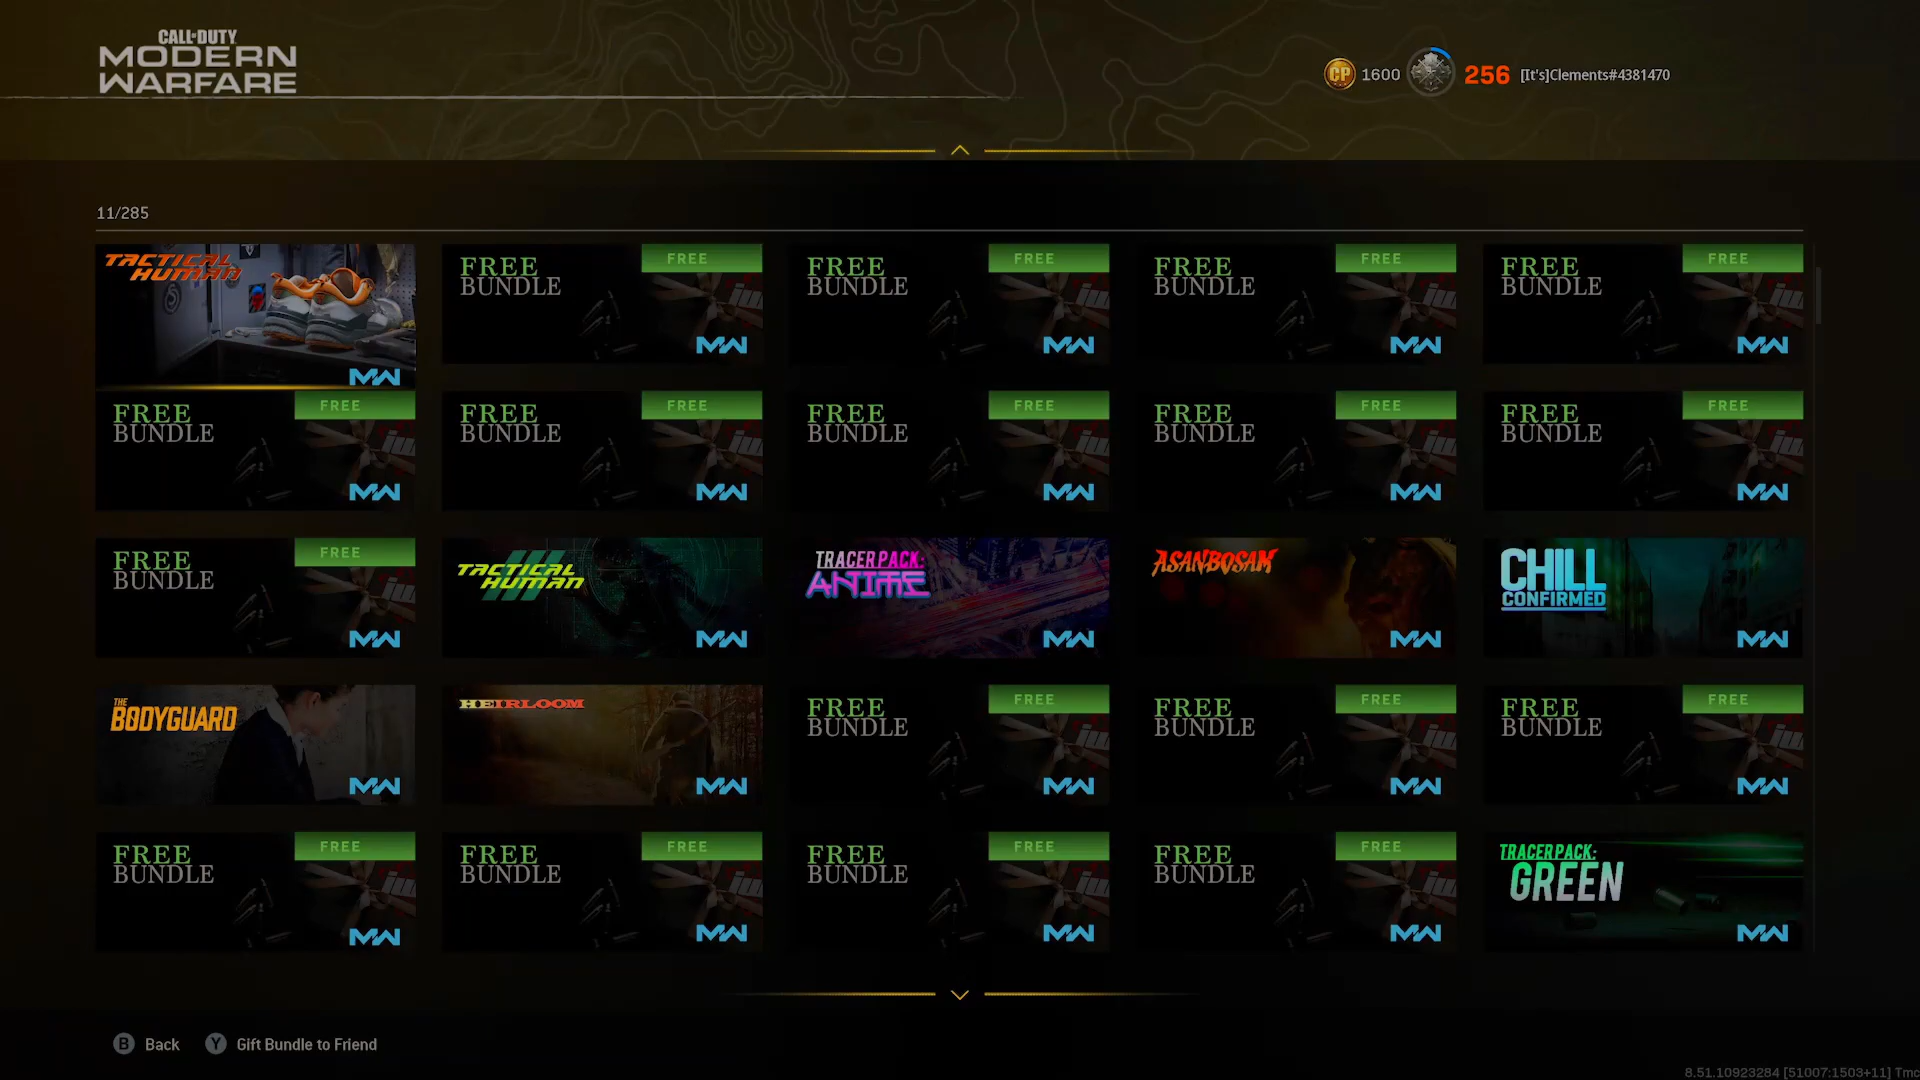 CALL OF DUTY
MODERN
WARFARE
CP 1600 256 [It's]Clements#4381470
11/285
TACTICAL
HUMAN
MW
FREE
BUNDLE
FREE
MW
FREE
BUNDLE
FREE
MW
FREE
BUNDLE
FREE
MW
FREE
BUNDLE
FREE
MW
FREE
BUNDLE
FREE
MW
FREE
BUNDLE
FREE
MW
FREE
BUNDLE
FREE
MW
FREE
BUNDLE
FREE
MW
FREE
BUNDLE
FREE
MW
FREE
BUNDLE
FREE
MW
TACTICAL
HUMAN
MW
TRACER PACK:
ANIME
MW
ASANBOSAM
MW
CHILL
CONFIRMED
MW
THE
BODYGUARD
MW
HEIRLOOM
MW
FREE
BUNDLE
FREE
MW
FREE
BUNDLE
FREE
MW
FREE
BUNDLE
FREE
MW
FREE
BUNDLE
FREE
MW
FREE
BUNDLE
FREE
MW
FREE
BUNDLE
FREE
MW
FREE
BUNDLE
FREE
MW
TRACER PACK:
GREEN
MW
B Back Y Gift Bundle to Friend
8.51.10923284 [51007:1503+11] Tmc